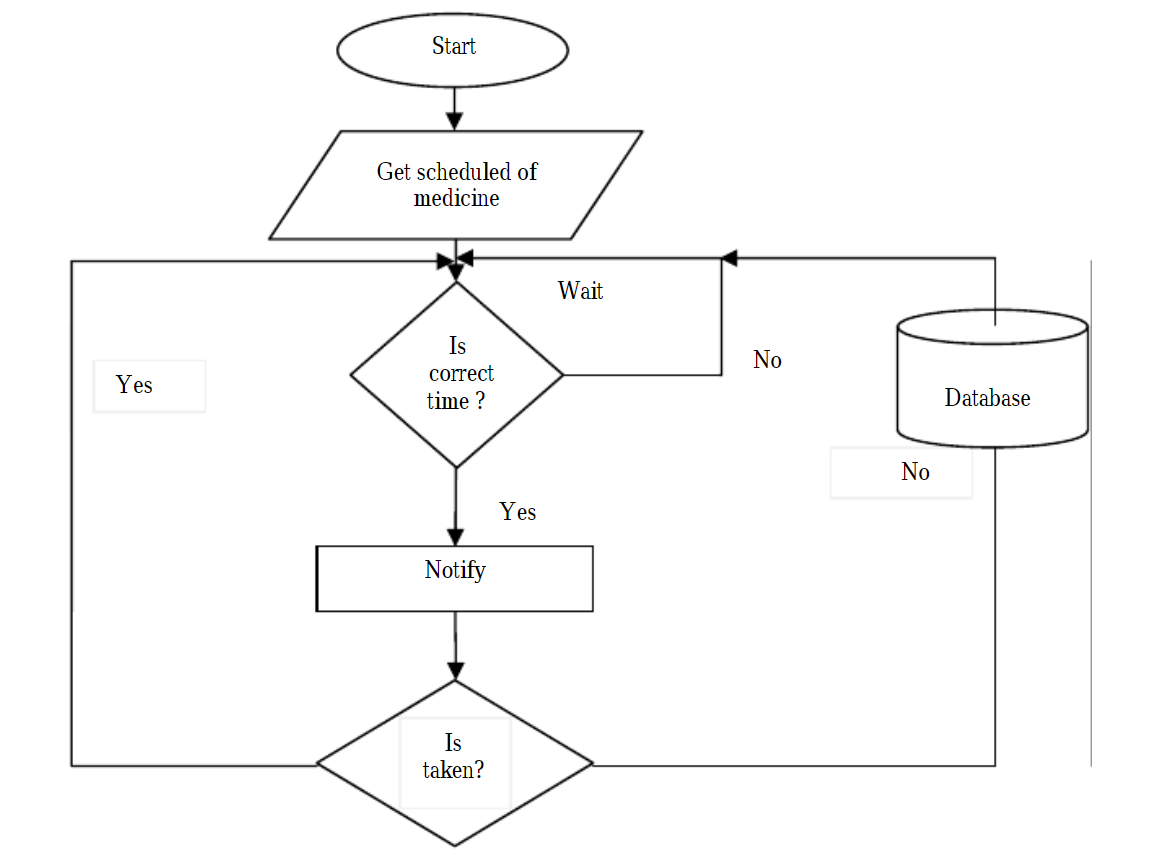 Start
Get scheduled of
medicine
Wait
Is
correct
time ?
No
Yes
Database
No
Yes
Notify
Is
taken?